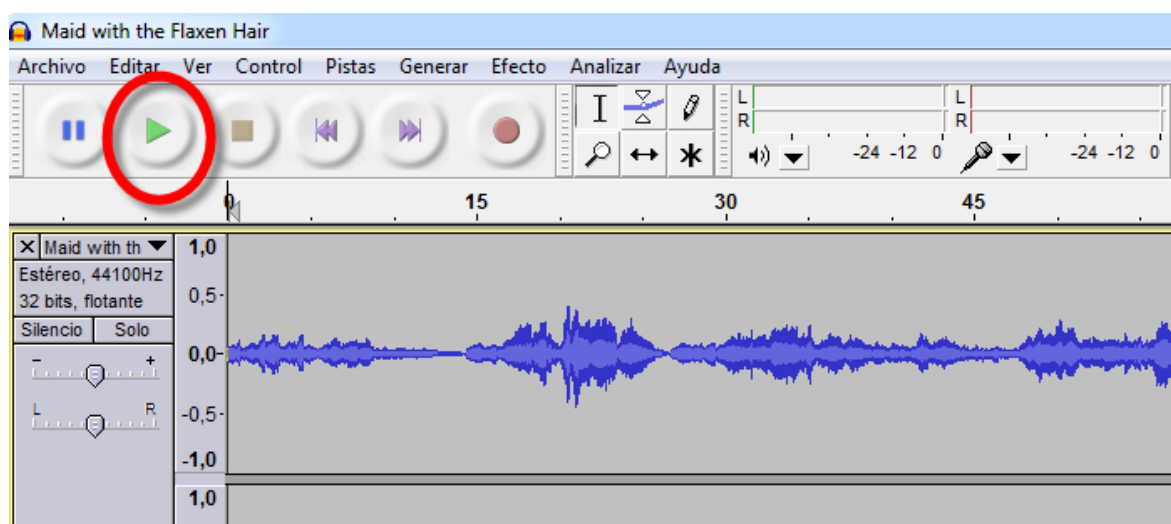 Maid with the Flaxen Hair
Archivo Editar Ver Control Pistas Generar Efecto Analizar Ayuda
L L
R R
-24 -12 0 -24 -12 0
0 15 30 45
X Maid with th 1,0
Estéreo, 44100Hz
32 bits, flotante 0,5
Silencio Solo
- + 0,0
L R -0,5
-1,0
1,0